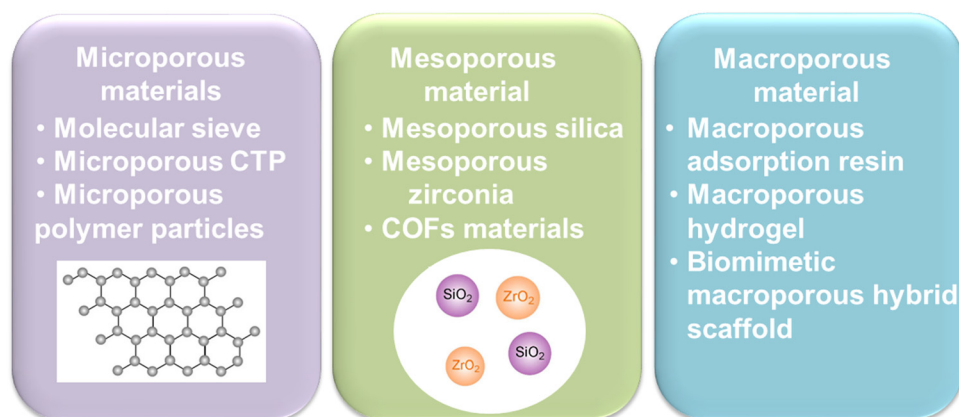 Microporous
materials
• Molecular sieve
• Microporous CTP
• Microporous
polymer particles
Mesoporous
material
• Mesoporous silica
• Mesoporous
zirconia
• COFs materials
SiO₂
ZrO₂
ZrO₂
SiO₂
Macroporous
material
• Macroporous
adsorption resin
• Macroporous
hydrogel
• Biomimetic
macroporous hybrid
scaffold